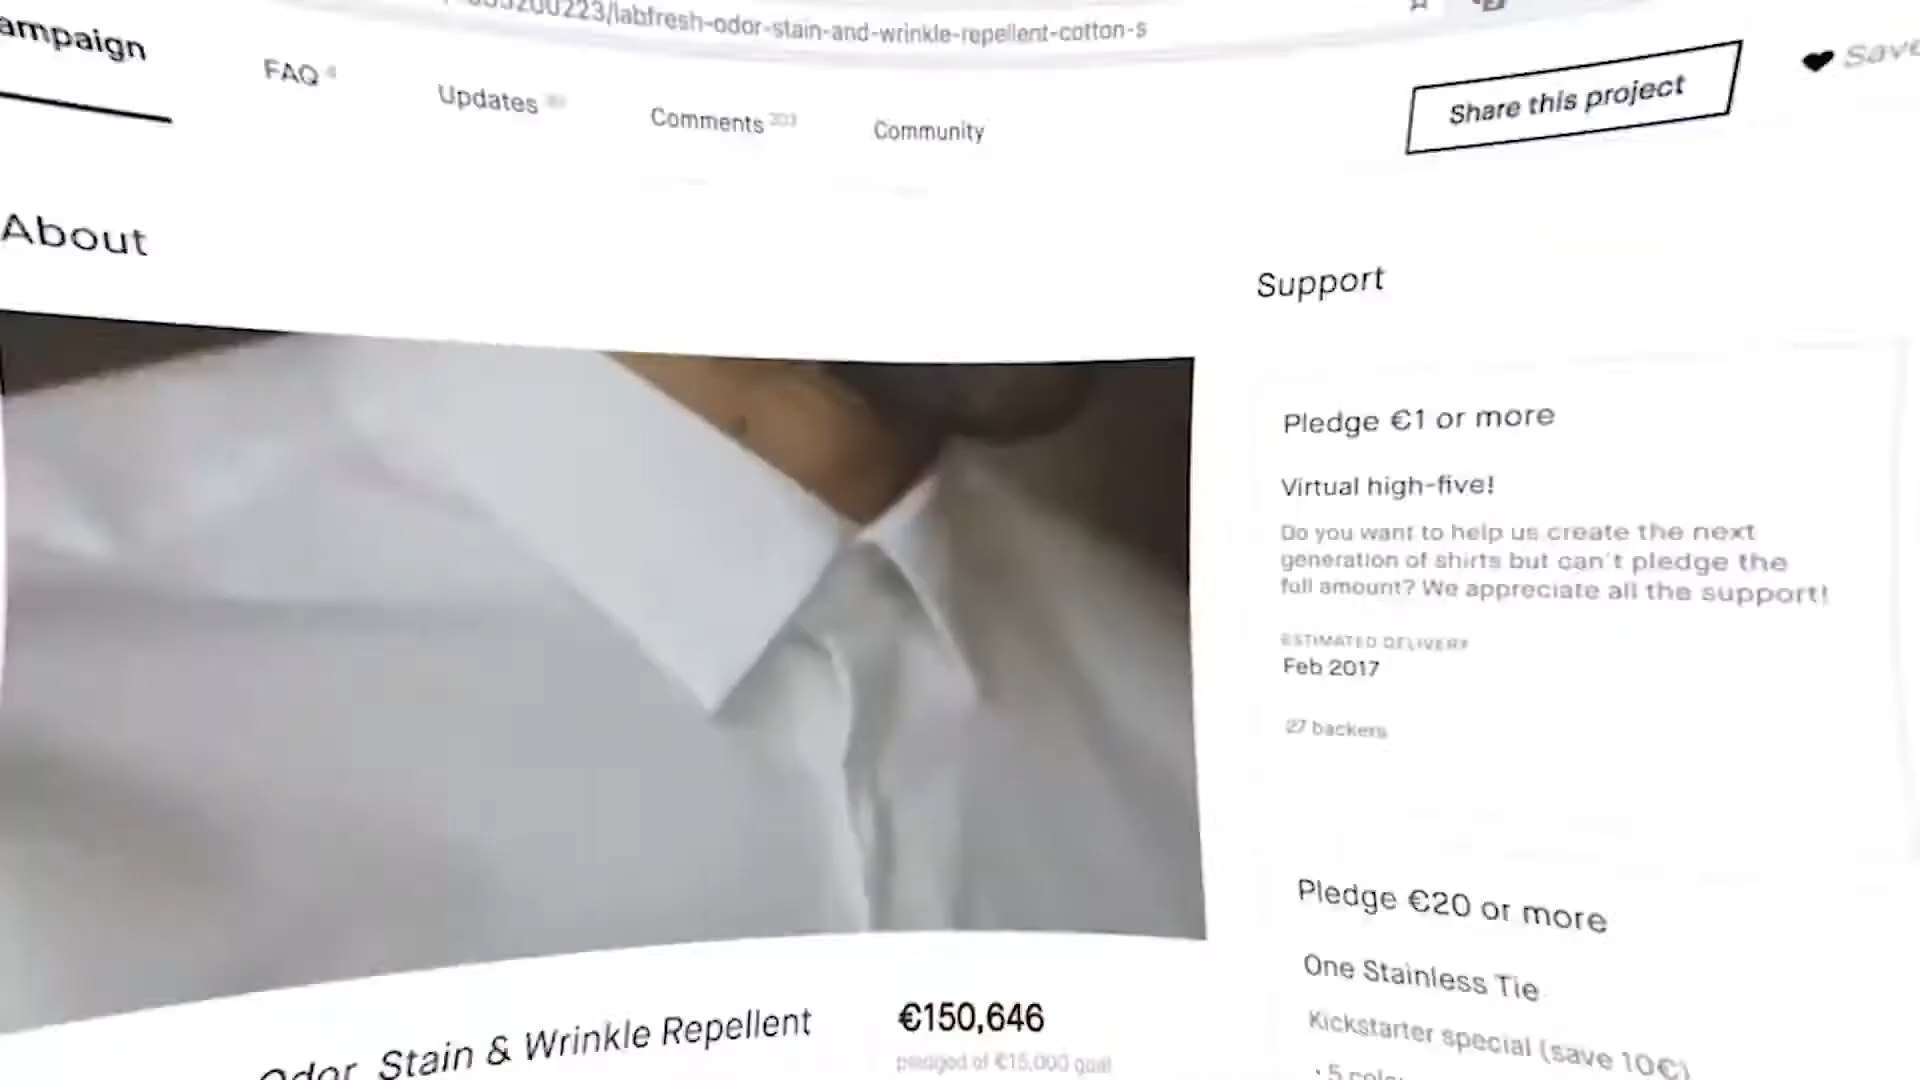 labfresh-odor-stain-and-wrinkle-repellent-cotton-s
ampaign
FAQ
Updates
Comments 203
Community
Share this project
Save
About
Support
Pledge €1 or more
Virtual high-five!
Do you want to help us create the next
generation of shirts but can't pledge the
full amount? We appreciate all the support!
ESTIMATED DELIVERY
Feb 2017
27 backers
Pledge €20 or more
One Stainless Tie
Kickstarter special (save 10€)
Odor, Stain & Wrinkle Repellent
€150,646
pledged of €15,000 goal